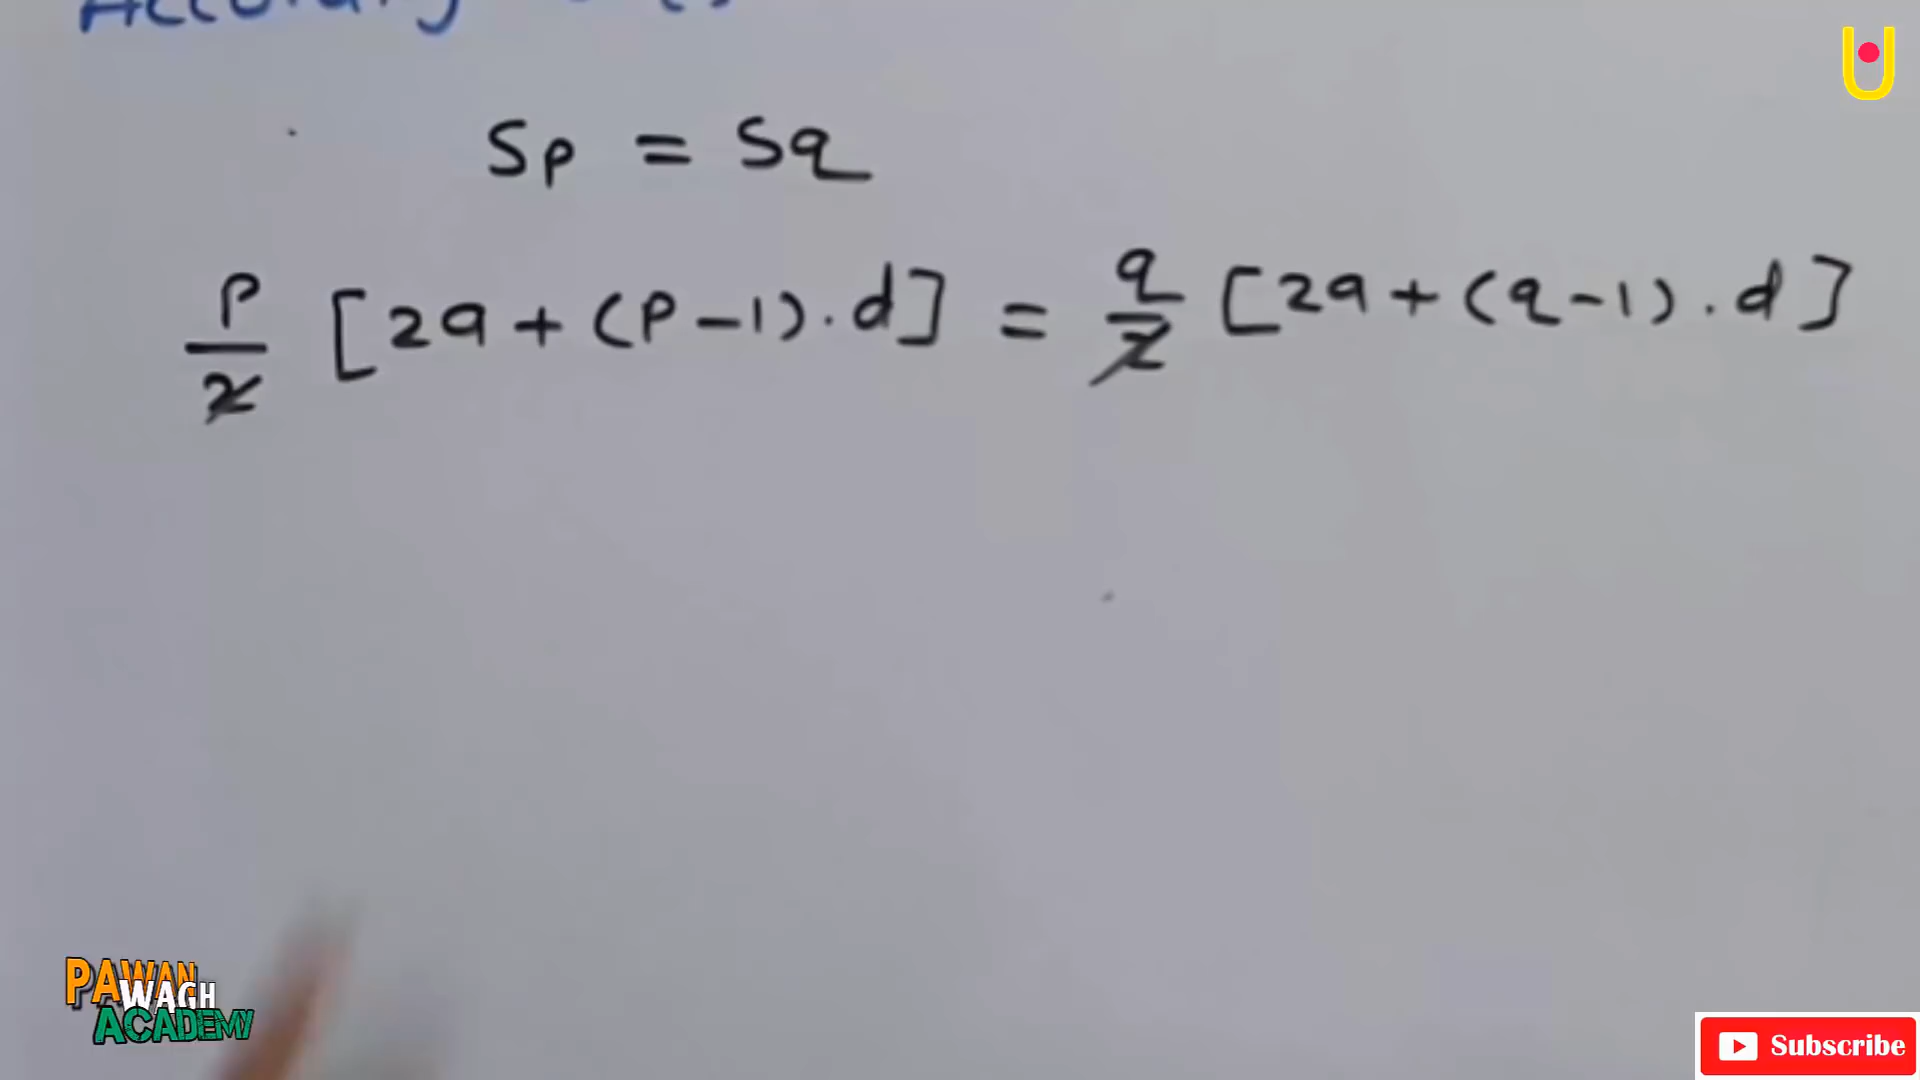 Sp = Sq
p/2 [2a + (p-1).d] = q/2 [2a + (q-1).d]
PAWAN
WAGH
ACADEMY
Subscribe